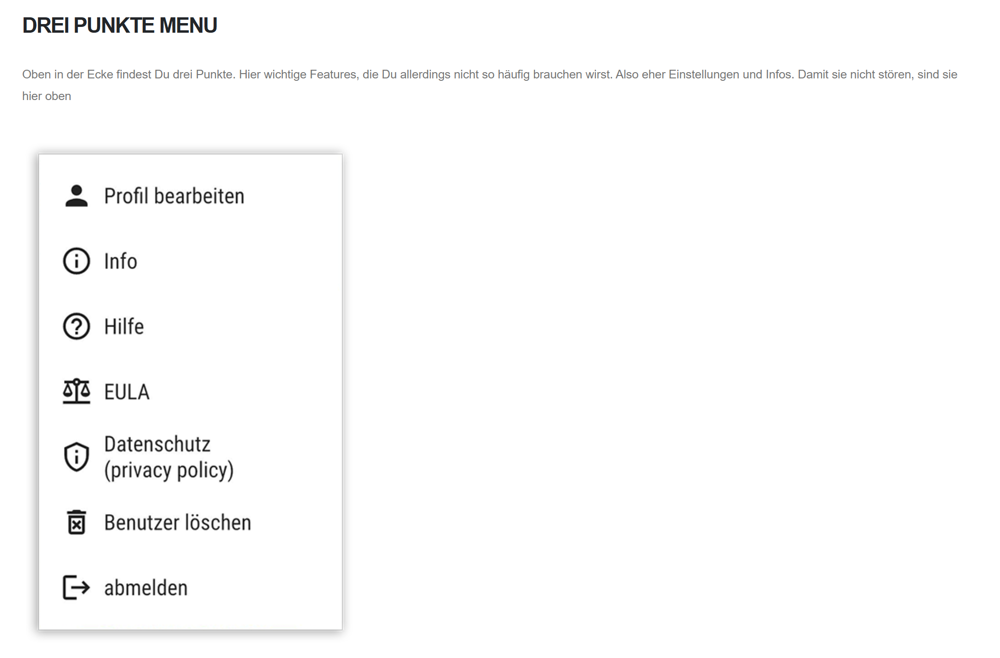 DREI PUNKTE MENU
Oben in der Ecke findest Du drei Punkte. Hier wichtige Features, die Du allerdings nicht so häufig brauchen wirst. Also eher Einstellungen und Infos. Damit sie nicht stören, sind sie
hier oben
Profil bearbeiten
Info
Hilfe
EULA
Datenschutz
(privacy policy)
Benutzer löschen
abmelden